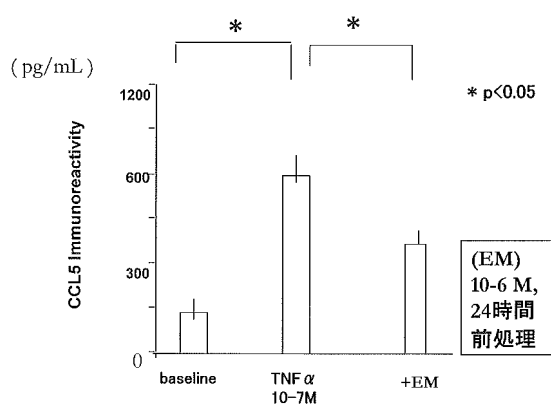 * *
(pg/mL)
* p<0.05
1200
600
300
0
CCL5 Immunoreactivity
baseline
TNFα
10-7M
+EM
(EM)
10-6 M,
24時間
前処理